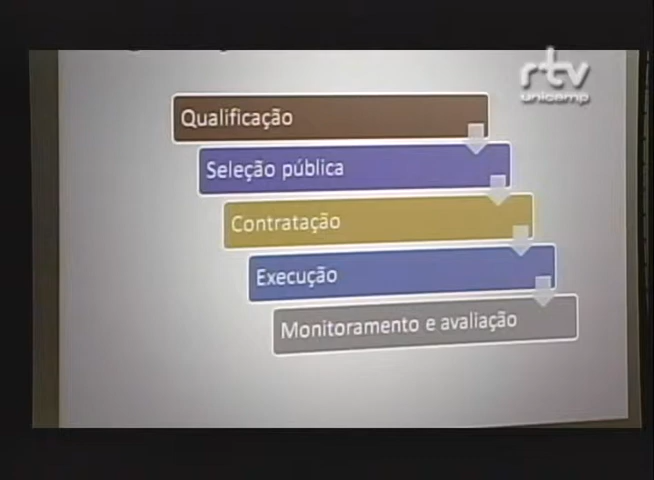 rtv
unicamp
Qualificação
Seleção pública
Contratação
Execução
Monitoramento e avaliação